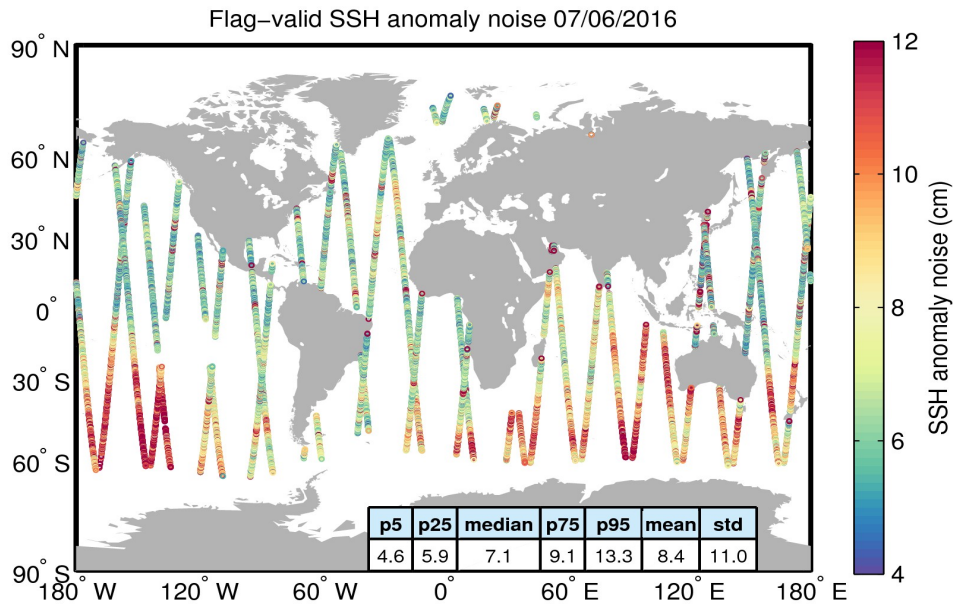 Flag−valid SSH anomaly noise 07/06/2016
90° N
60° N
30° N
0°
30° S
60° S
90° S
180° W
120° W
60° W
0°
60° E
120° E
180° E
12
10
8
6
4
SSH anomaly noise (cm)
p5 p25 median p75 p95 mean std
4.6 5.9 7.1 9.1 13.3 8.4 11.0